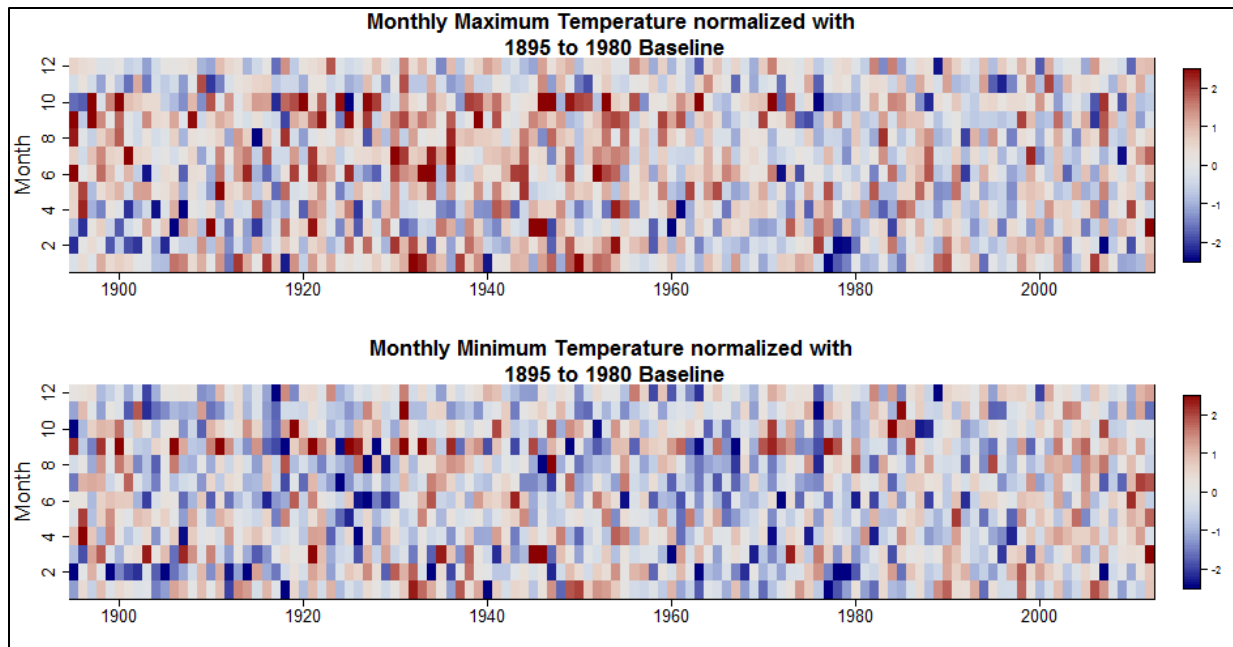 Monthly Maximum Temperature normalized with
1895 to 1980 Baseline
Month
12
10
8
6
4
2
1900 1920 1940 1960 1980 2000
2
1
0
-1
-2
Monthly Minimum Temperature normalized with
1895 to 1980 Baseline
Month
12
10
8
6
4
2
1900 1920 1940 1960 1980 2000
2
1
0
-1
-2